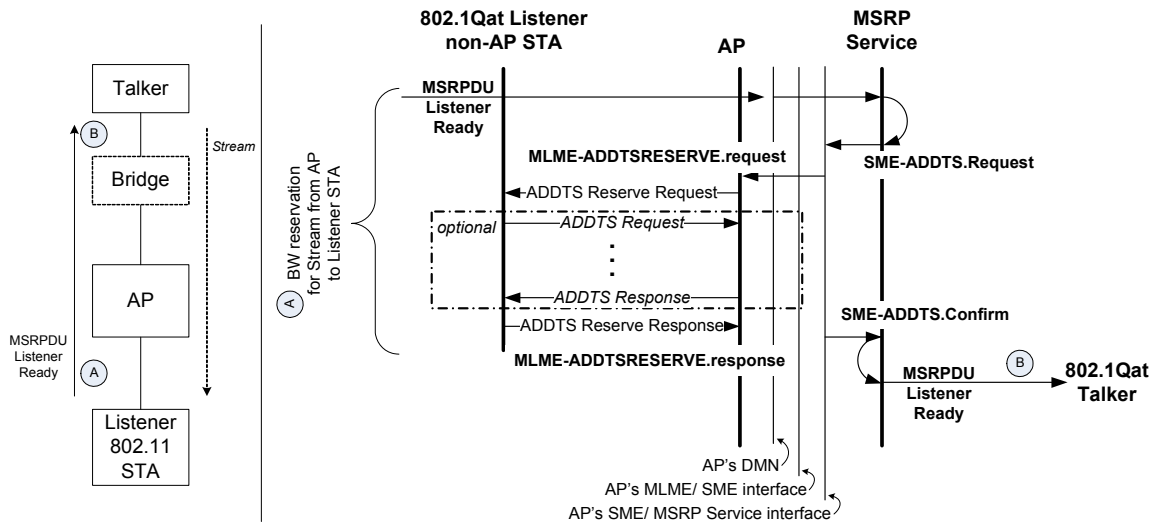 Talker
B
Stream
Bridge
AP
MSRPDU
Listener
Ready
A
Listener
802.11
STA
802.1Qat Listener
non-AP STA
AP
MSRP
Service
MSRPDU
Listener
Ready
A
BW reservation
for Stream from AP
to Listener STA
MLME-ADDTSRESERVE.request
SME-ADDTS.Request
ADDTS Reserve Request
optional
ADDTS Request
ADDTS Response
ADDTS Reserve Response
MLME-ADDTSRESERVE.response
SME-ADDTS.Confirm
MSRPDU
Listener
Ready
B
802.1Qat
Talker
AP's DMN
AP's MLME/ SME interface
AP's SME/ MSRP Service interface